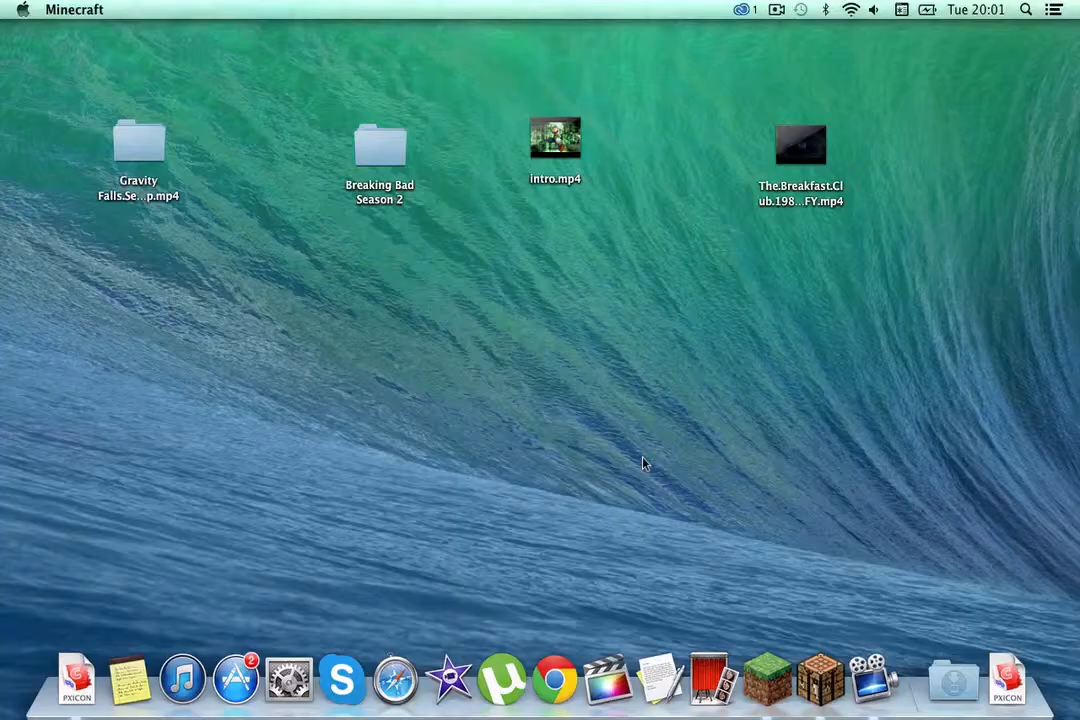 Minecraft
1
Tue 20:01
Gravity
Falls.Se...p.mp4
Breaking Bad
Season 2
intro.mp4
The.Breakfast.Cl
ub.198...FY.mp4
2
S
µ
PXICON
PXICON